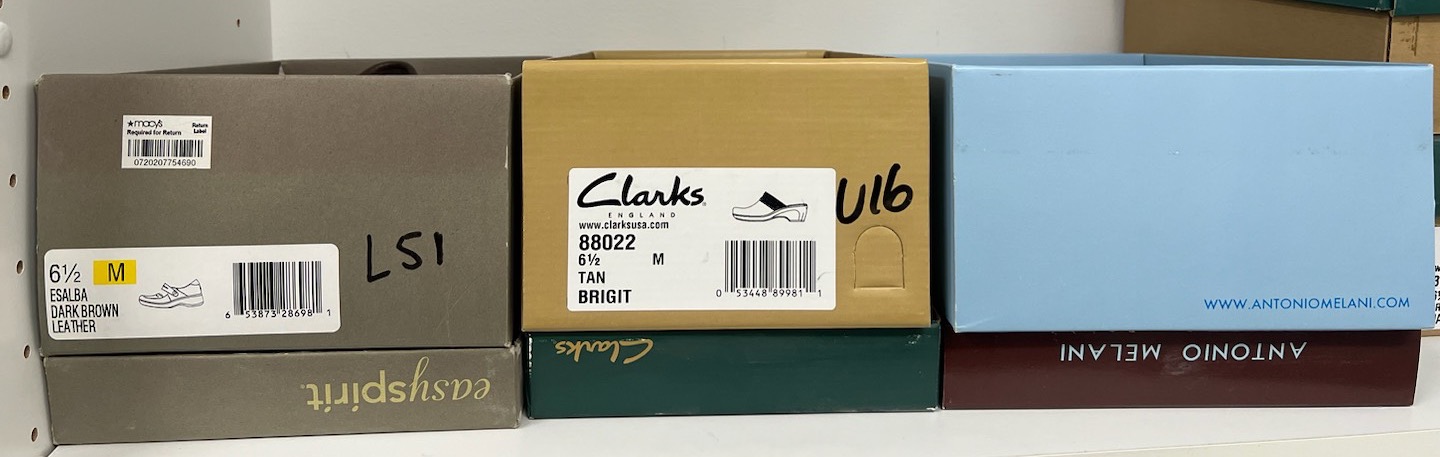 ★macy's Return
Required for Return Label
0720207754690
LS1
6½ M
ESALBA
DARK BROWN
LEATHER
6 53873 28698 1
easyspirit
Clarks
ENGLAND
www.clarksusa.com
88022
6½ M
TAN
BRIGIT
0 53448 89981 1
U16
Clarks
WWW.ANTONIOMELANI.COM
ANTONIO MELANI